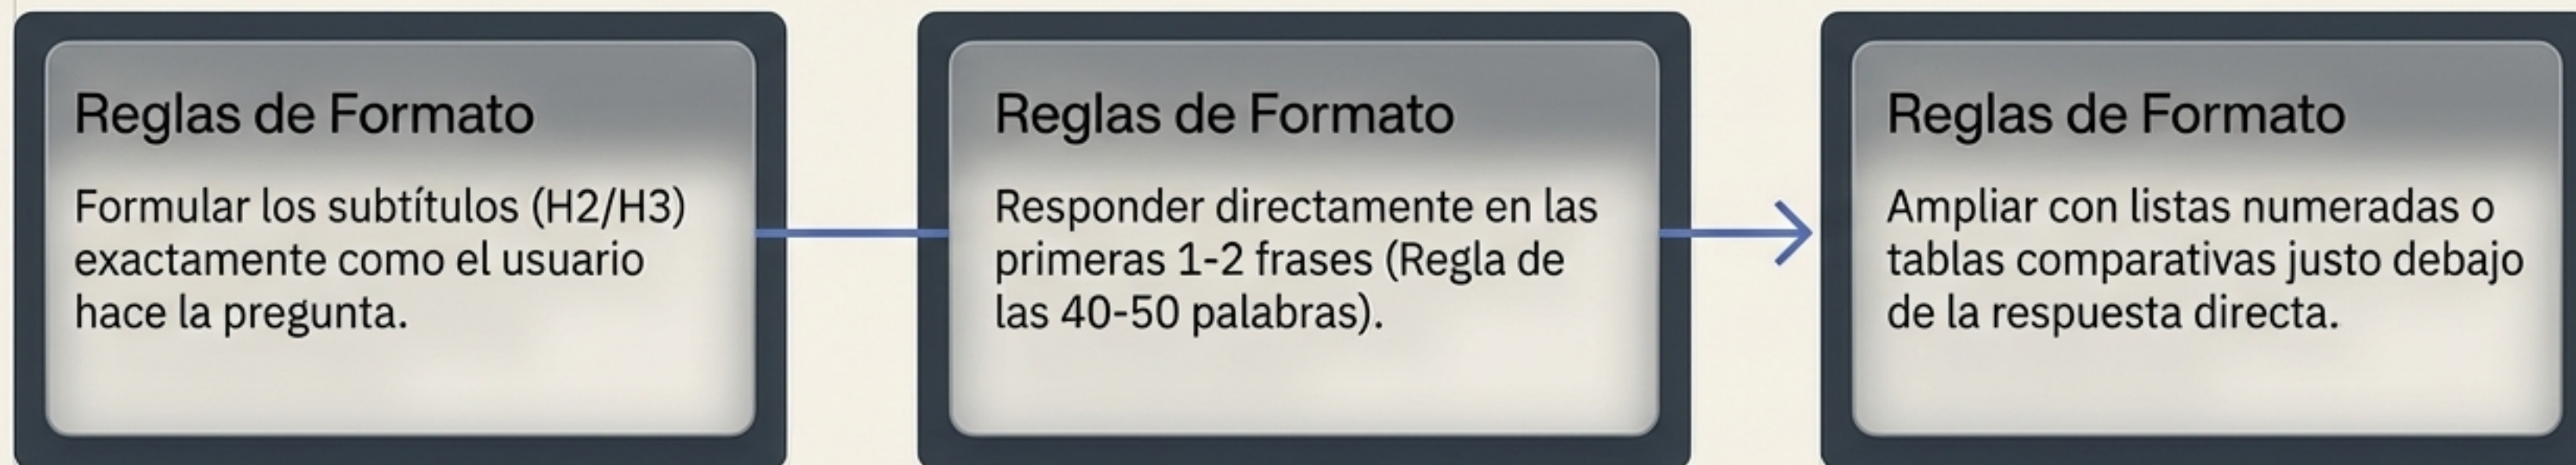 Reglas de Formato
Formular los subtítulos (H2/H3)
exactamente como el usuario
hace la pregunta.
Reglas de Formato
Responder directamente en las
primeras 1-2 frases (Regla de
las 40-50 palabras).
Reglas de Formato
Ampliar con listas numeradas o
tablas comparativas justo debajo
de la respuesta directa.